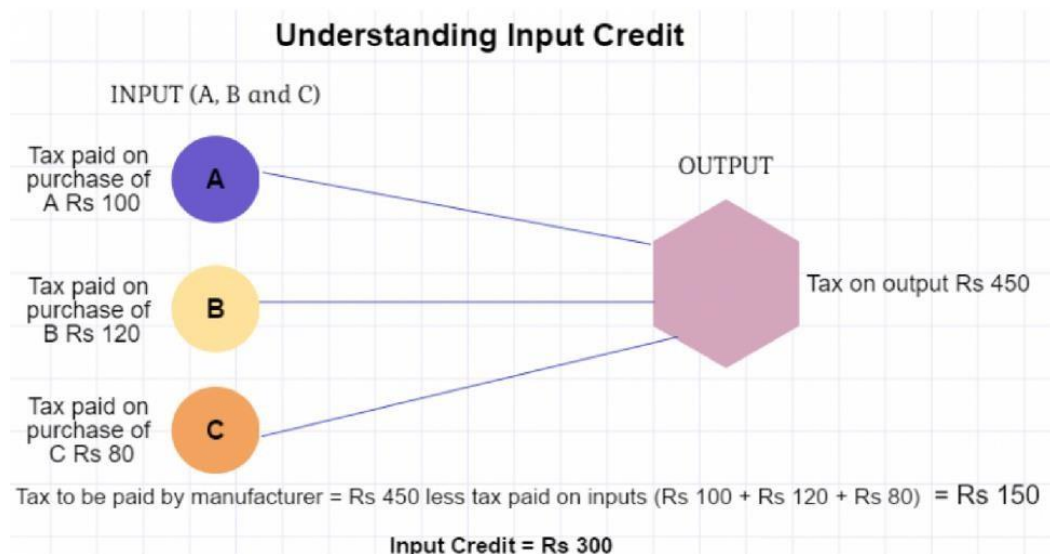 Understanding Input Credit
INPUT (A, B and C)
Tax paid on
purchase of
A Rs 100
A
OUTPUT
Tax paid on
purchase of
B Rs 120
B
Tax on output Rs 450
Tax paid on
purchase of
C Rs 80
C
Tax to be paid by manufacturer = Rs 450 less tax paid on inputs (Rs 100 + Rs 120 + Rs 80) = Rs 150
Input Credit = Rs 300